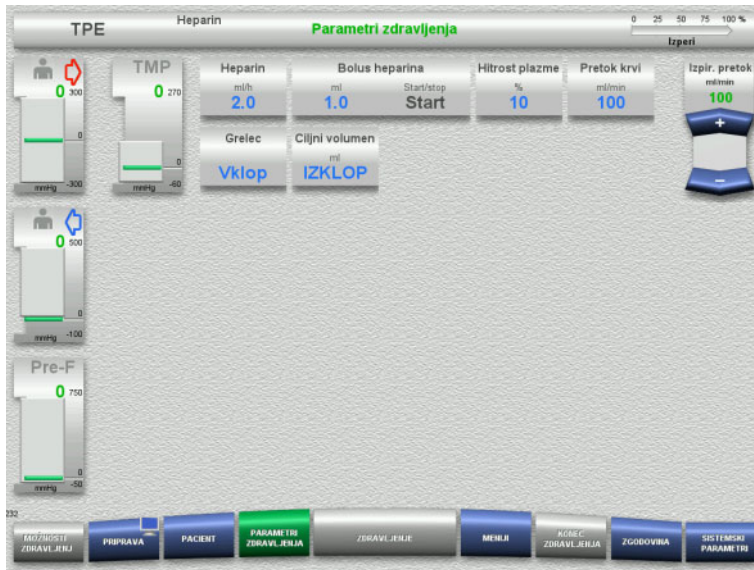 TPE
Heparin
Parametri zdravljenja
0 25 50 75 100 %
Izperi
0 300
0
mmHg -300
TMP
0 270
0
mmHg -60
Heparin
ml/h
2.0
Bolus heparina
ml Start/stop
1.0 Start
Hitrost plazme
%
10
Pretok krvi
ml/min
100
Izpir. pretok
ml/min
100
+
–
Grelec
Vklop
Ciljni volumen
ml
IZKLOP
0 500
0
mmHg -100
Pre-F
0 750
0
mmHg -50
232
MOŽNOSTI
ZDRAVLJENJ
PRIPRAVA
PACIENT
PARAMETRI
ZDRAVLJENJA
ZDRAVLJENJE
MENIJI
KONEC
ZDRAVLJENJA
ZGODOVINA
SISTEMSKI
PARAMETRI